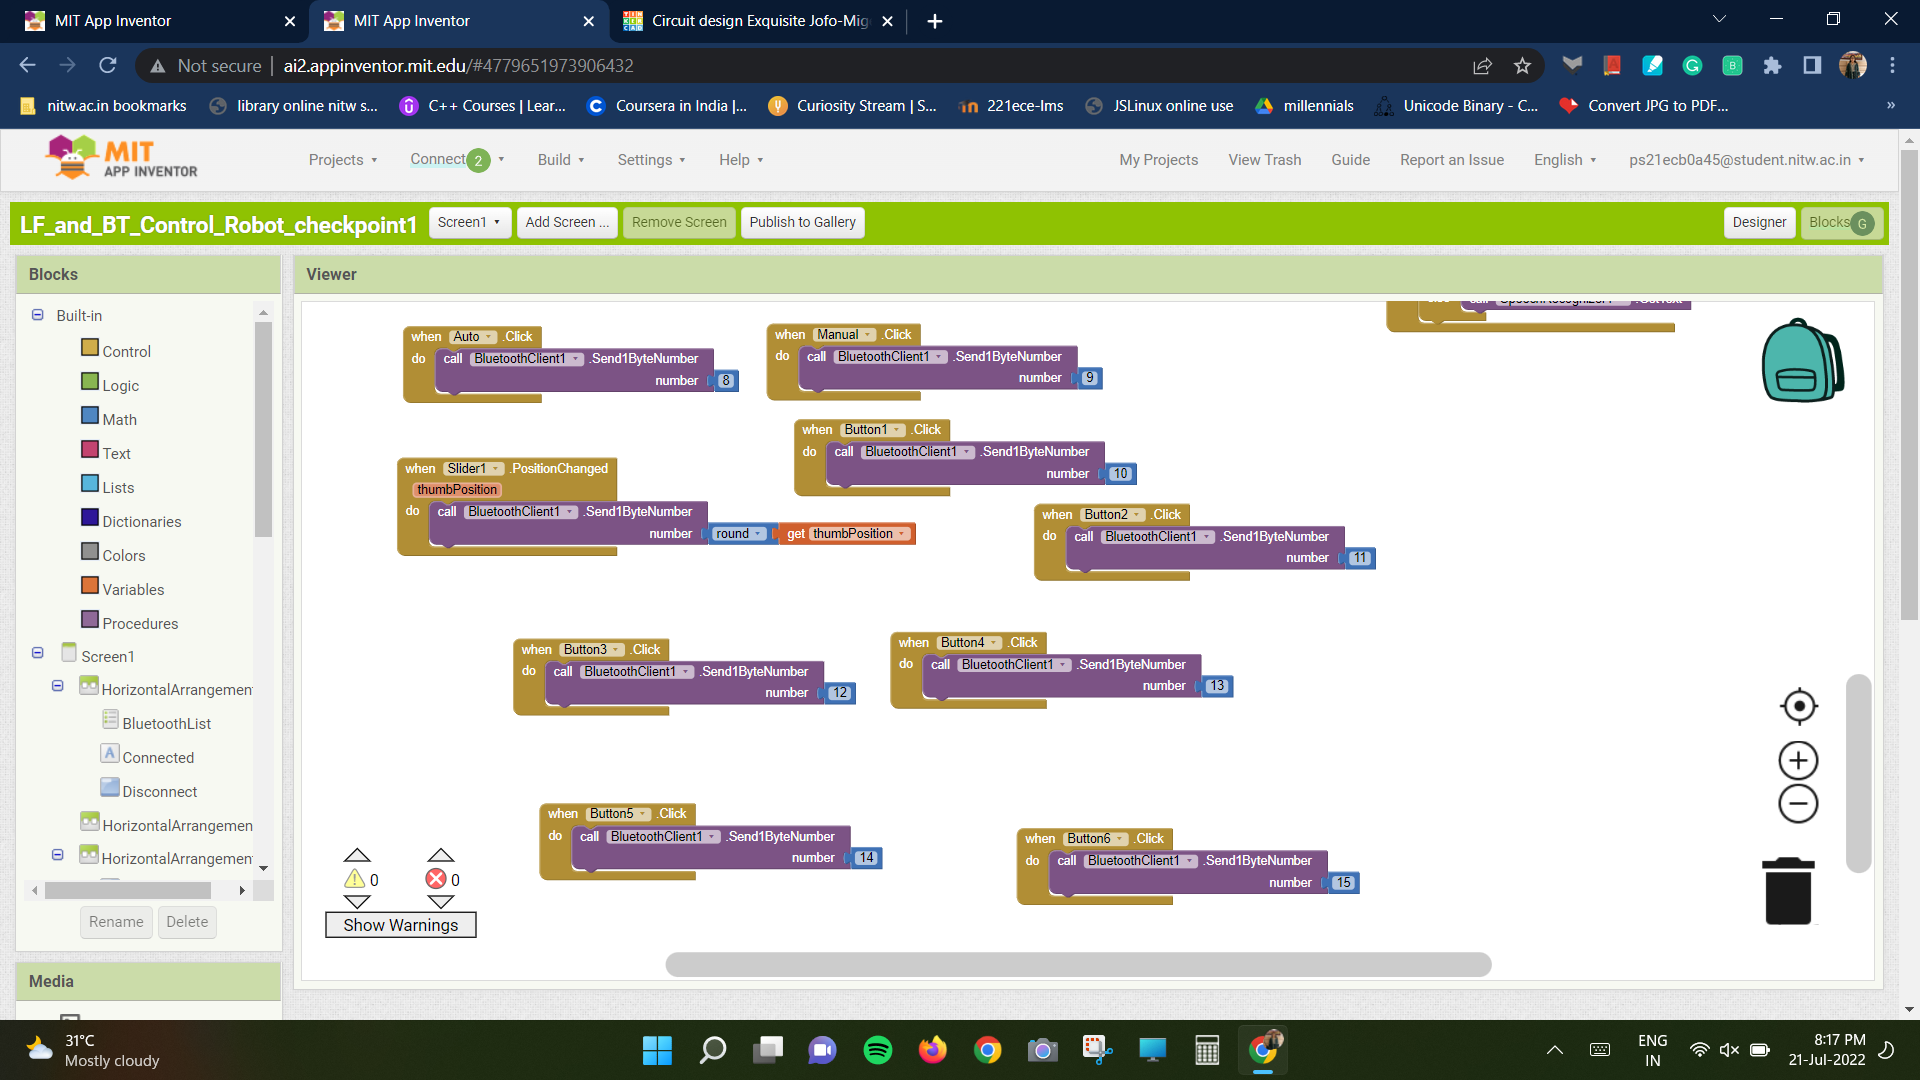 MIT App Inventor
MIT App Inventor
Circuit design Exquisite Jofo-Mig
Not secure
ai2.appinventor.mit.edu/#4779651973906432
nitw.ac.in bookmarks
library online nitw s...
C++ Courses | Lear...
Coursera in India |...
Curiosity Stream | S...
221ece-lms
JSLinux online use
millennials
Unicode Binary - C...
Convert JPG to PDF...
»
MIT
APP INVENTOR
Projects
Connect
2
Build
Settings
Help
My Projects
View Trash
Guide
Report an Issue
English
ps21ecb0a45@student.nitw.ac.in
LF_and_BT_Control_Robot_checkpoint1
Screen1
Add Screen ...
Remove Screen
Publish to Gallery
Designer
Blocks
G
Blocks
Built-in
Control
Logic
Math
Text
Lists
Dictionaries
Colors
Variables
Procedures
Screen1
HorizontalArrangemen
BluetoothList
A
Connected
Disconnect
HorizontalArrangemen
HorizontalArrangemen
Rename
Delete
Media
Viewer
when Auto .Click
do call BluetoothClient1 .Send1ByteNumber
number 8
when Manual .Click
do call BluetoothClient1 .Send1ByteNumber
number 9
when Button1 .Click
do call BluetoothClient1 .Send1ByteNumber
number 10
when Slider1 .PositionChanged
thumbPosition
do call BluetoothClient1 .Send1ByteNumber
number round get thumbPosition
when Button2 .Click
do call BluetoothClient1 .Send1ByteNumber
number 11
when Button3 .Click
do call BluetoothClient1 .Send1ByteNumber
number 12
when Button4 .Click
do call BluetoothClient1 .Send1ByteNumber
number 13
when Button5 .Click
do call BluetoothClient1 .Send1ByteNumber
number 14
when Button6 .Click
do call BluetoothClient1 .Send1ByteNumber
number 15
0
0
Show Warnings
31°C
Mostly cloudy
ENG
IN
8:17 PM
21-Jul-2022